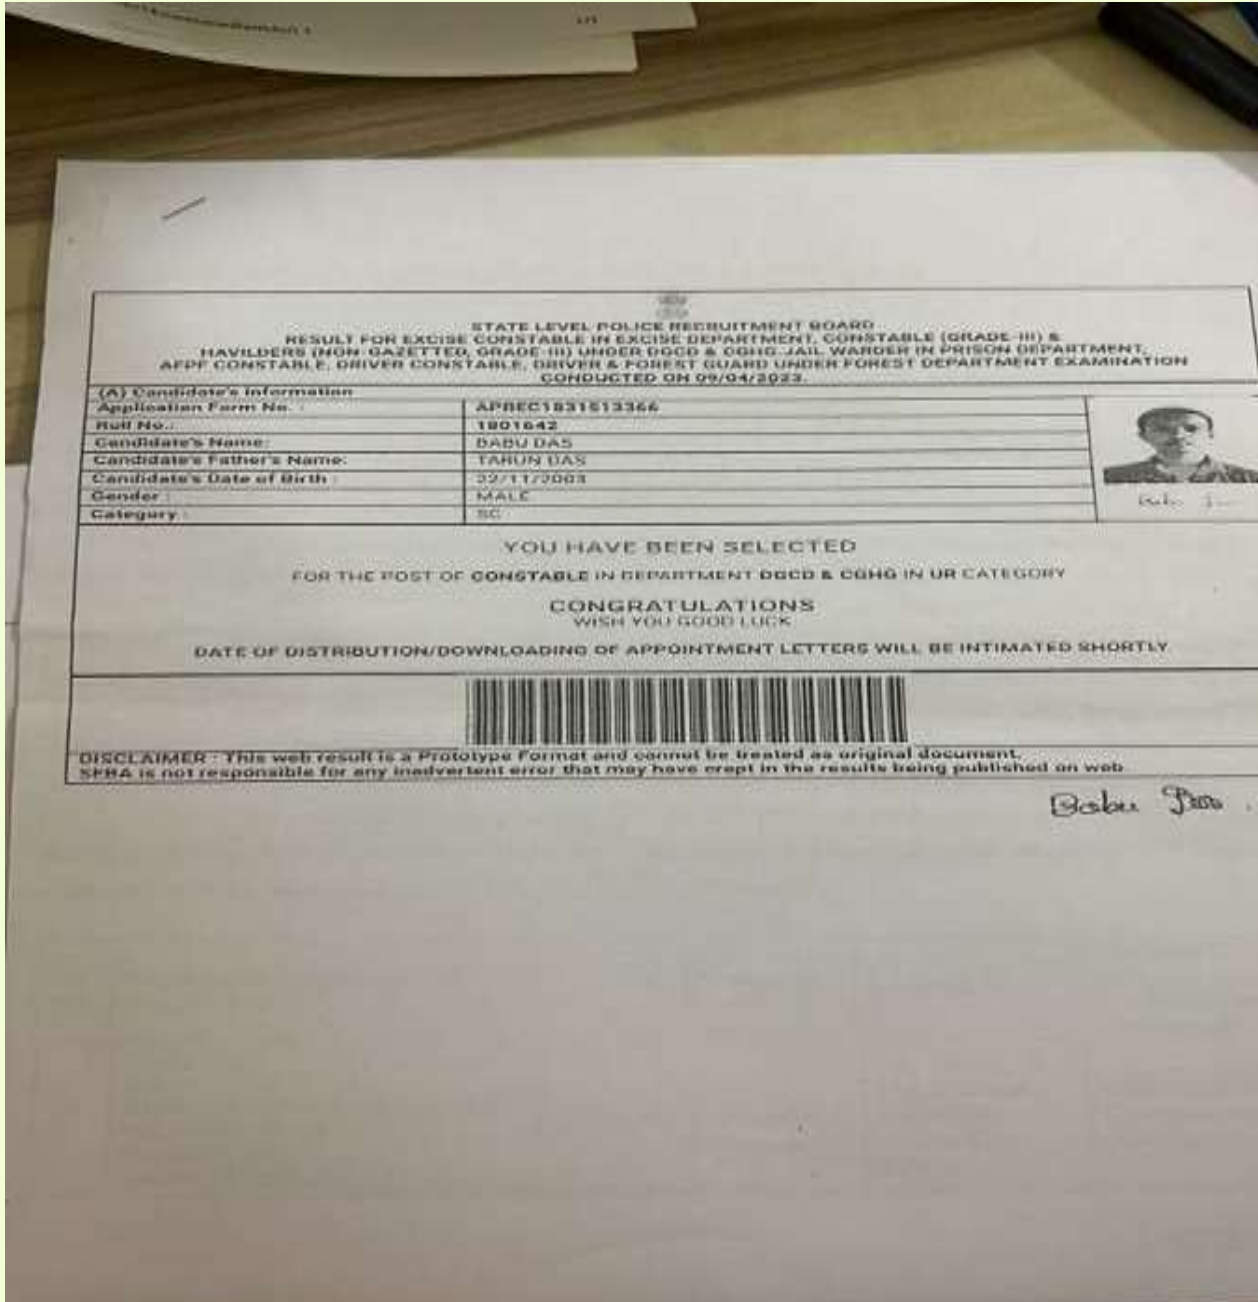 STATE LEVEL POLICE RECRUITMENT BOARD
RESULT FOR EXCISE CONSTABLE IN EXCISE DEPARTMENT, CONSTABLE (GRADE-III) &
HAVILDERS (NON-GAZETTED, GRADE-III) UNDER DGCD & CGHG, JAIL WARDER IN PRISON DEPARTMENT,
AFPF CONSTABLE, DRIVER CONSTABLE, DRIVER & FOREST GUARD UNDER FOREST DEPARTMENT EXAMINATION
CONDUCTED ON 09/04/2023.
(A) Candidate's Information
Application Form No. :
Roll No.: 1801642
Candidate's Name: BABU DAS
Candidate's Father's Name: TARUN DAS
Candidate's Date of Birth : 22/11/2003
Gender : MALE
Category : SC
YOU HAVE BEEN SELECTED
FOR THE POST OF CONSTABLE IN DEPARTMENT DGCD & CGHG IN UR CATEGORY
CONGRATULATIONS
WISH YOU GOOD LUCK
DATE OF DISTRIBUTION/DOWNLOADING OF APPOINTMENT LETTERS WILL BE INTIMATED SHORTLY
DISCLAIMER : This web result is a Prototype Format and cannot be treated as original document.
is not responsible for any inadvertent error that may have crept in the results being published on web
Babu Das